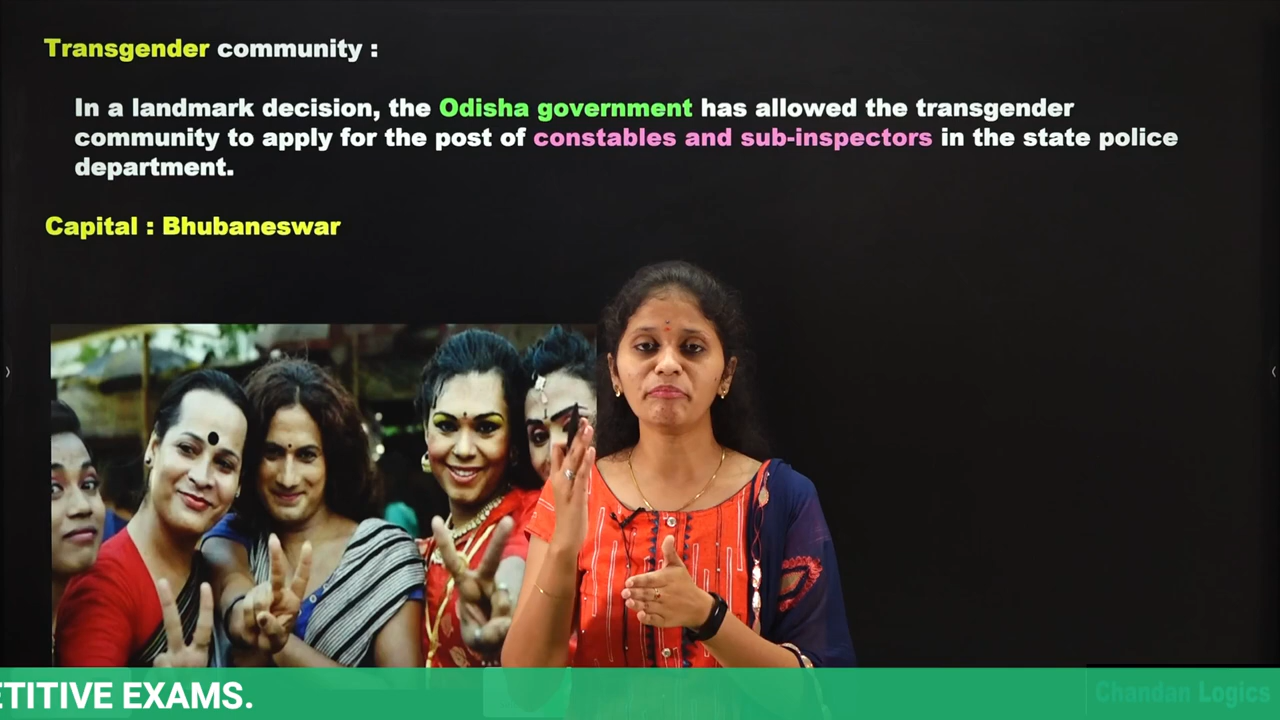 Transgender community :
In a landmark decision, the Odisha government has allowed the transgender
community to apply for the post of constables and sub-inspectors in the state police
department.
Capital : Bhubaneswar
ETITIVE EXAMS.
Chandan Logics